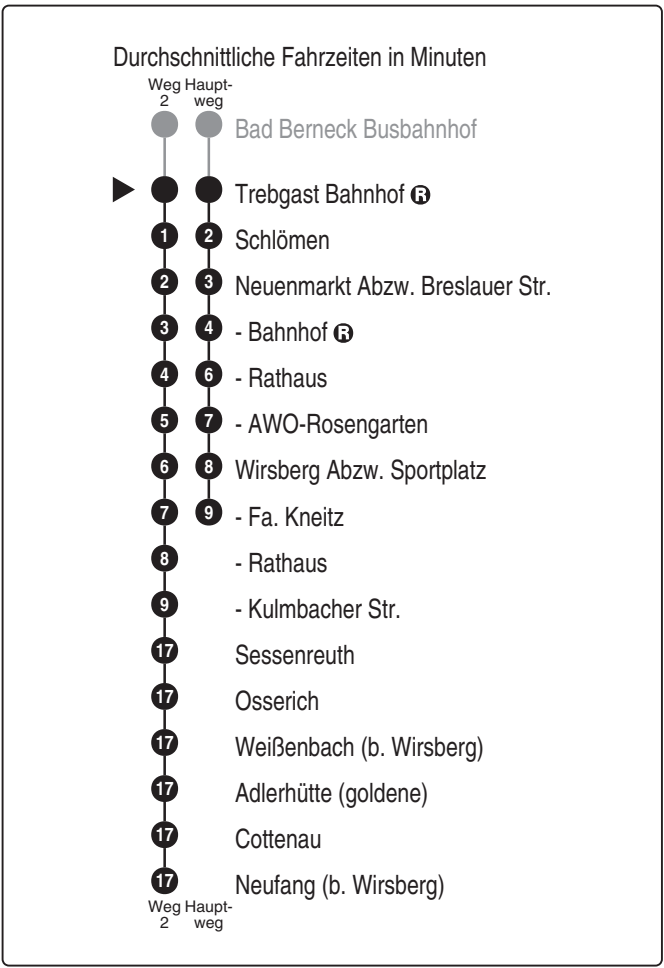 Durchschnittliche Fahrzeiten in Minuten
Weg Haupt-
2 weg
Bad Berneck Busbahnhof
Trebgast Bahnhof R
1 2 Schlömen
2 3 Neuenmarkt Abzw. Breslauer Str.
3 4 - Bahnhof R
4 6 - Rathaus
5 7 - AWO-Rosengarten
6 8 Wirsberg Abzw. Sportplatz
7 9 - Fa. Kneitz
8 - Rathaus
9 - Kulmbacher Str.
17 Sessenreuth
17 Osserich
17 Weißenbach (b. Wirsberg)
17 Adlerhütte (goldene)
17 Cottenau
17 Neufang (b. Wirsberg)
Weg Haupt-
2 weg